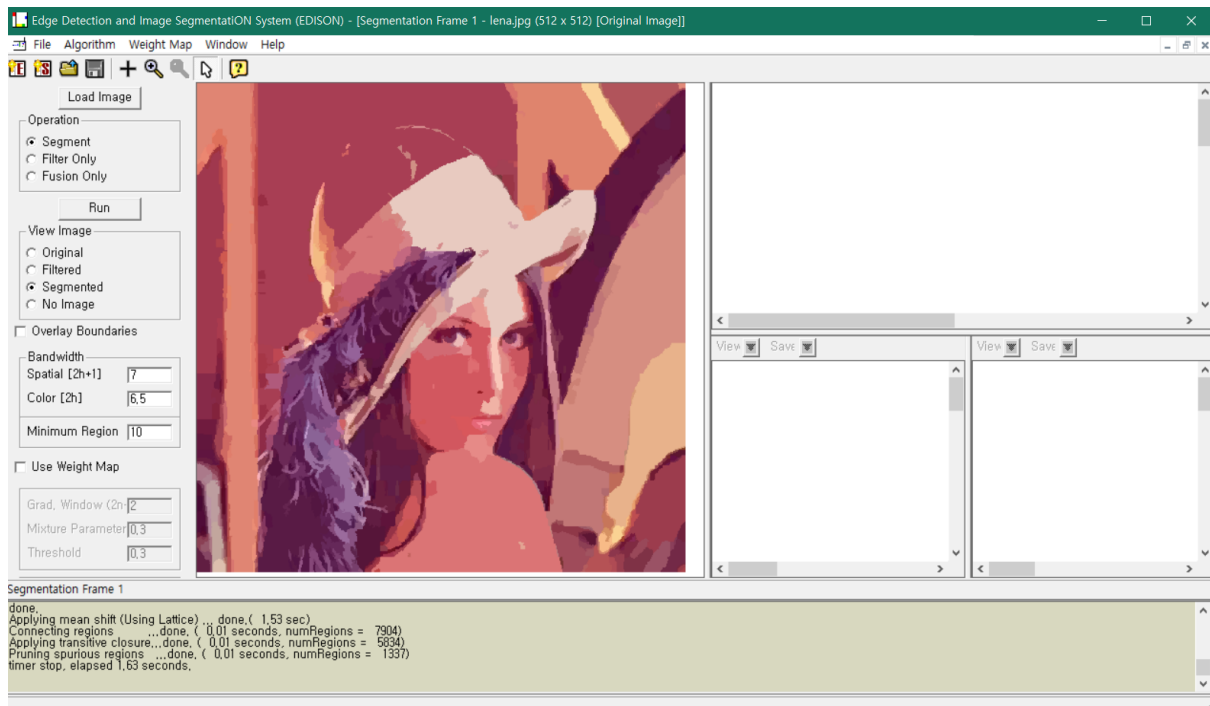 Edge Detection and Image SegmentatiON System (EDISON) - [Segmentation Frame 1 - lena.jpg (512 x 512) [Original Image]]
File Algorithm Weight Map Window Help
Load Image
Operation
Segment
Filter Only
Fusion Only
Run
View Image
Original
Filtered
Segmented
No Image
Overlay Boundaries
Bandwidth
Spatial [2h+1] 7
Color [2h] 6.5
Minimum Region 10
Use Weight Map
Grad. Window (2n- 2
Mixture Parameter 0.3
Threshold 0.3
View Save View Save
Segmentation Frame 1
done.
Applying mean shift (Using Lattice) ... done.( 1.53 sec)
Connecting regions ...done. ( 0.01 seconds, numRegions = 7904)
Applying transitive closure...done. ( 0.01 seconds, numRegions = 5834)
Pruning spurious regions ...done. ( 0.01 seconds, numRegions = 1337)
timer stop, elapsed 1.63 seconds.